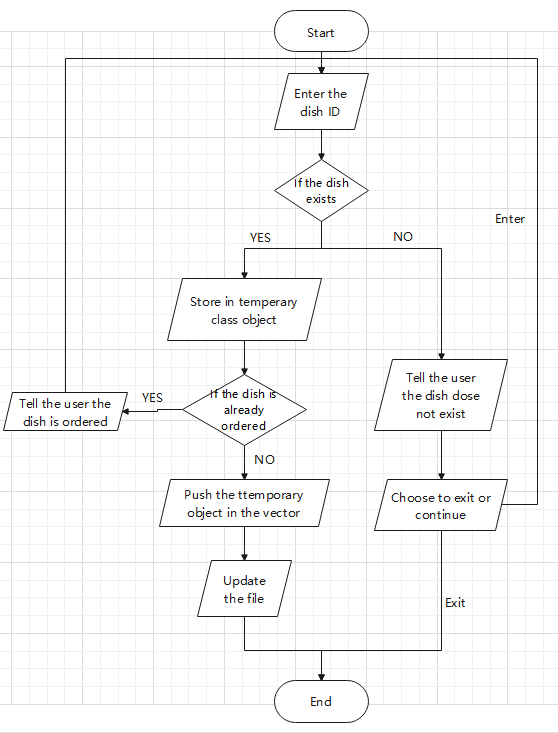 Start
Enter the
dish ID
If the dish
exists
Enter
YES
NO
Store in temperary
class object
Tell the user
the dish dose
not exist
If the dish is
already
ordered
YES
Tell the user the
dish is ordered
NO
Push the ttemporary
object in the vector
Choose to exit or
continue
Update
the file
Exit
End